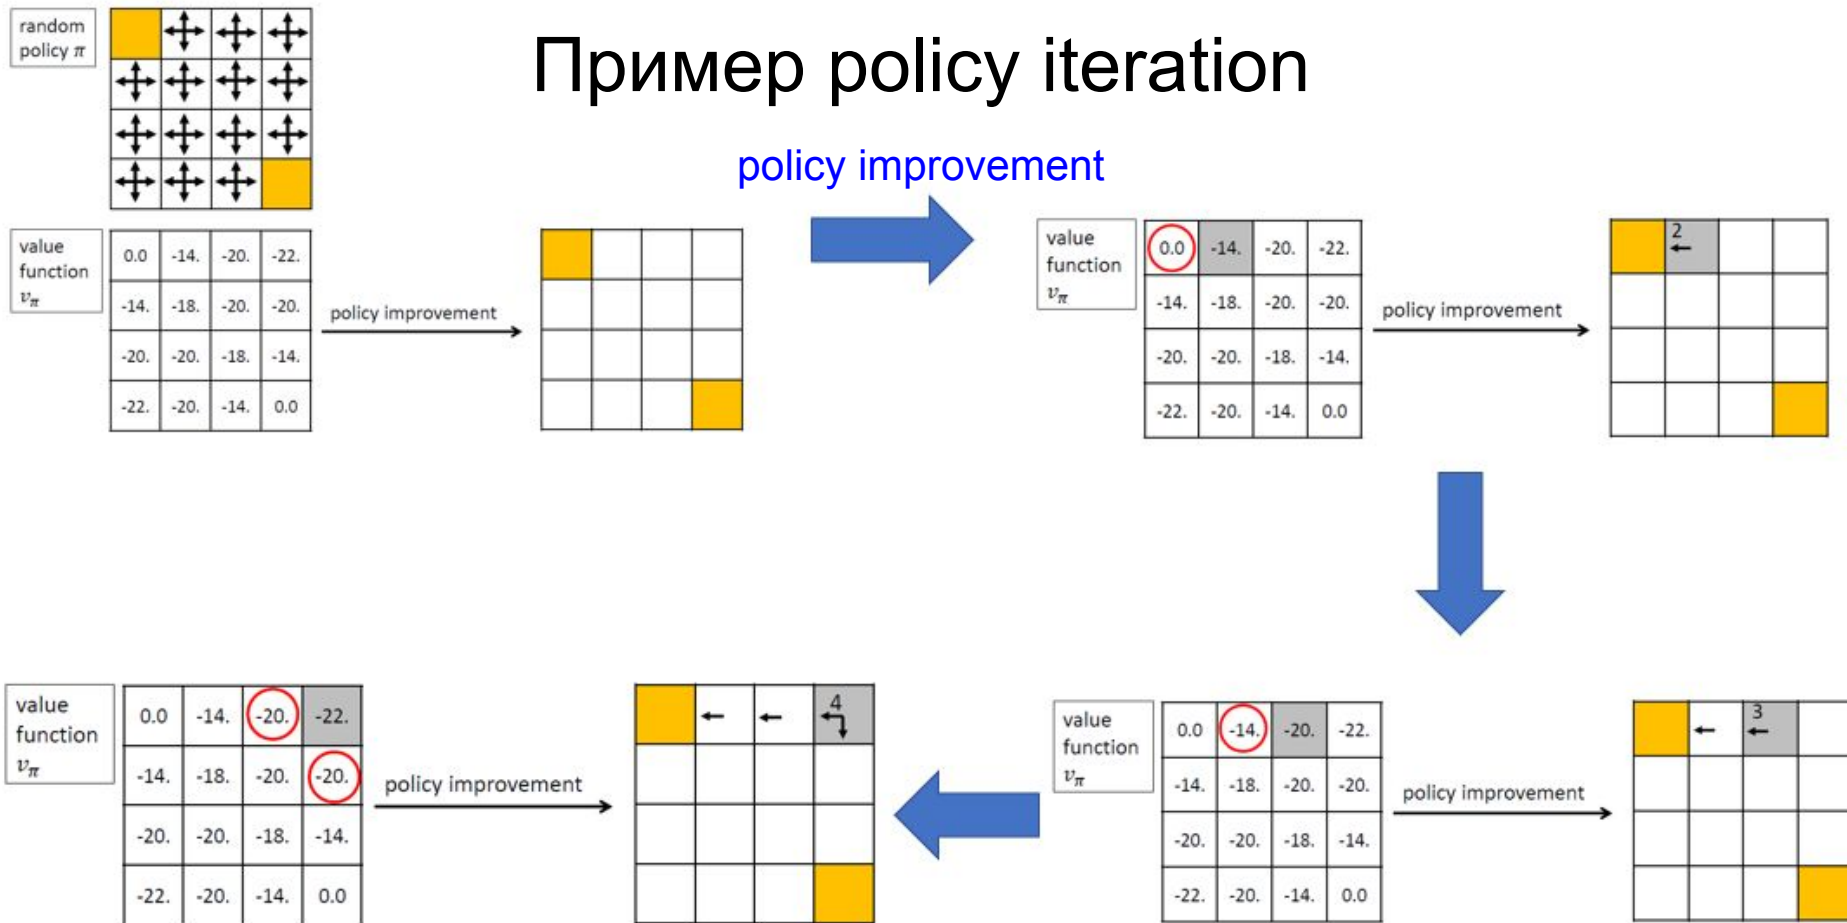 Пример policy iteration
policy improvement
random
policy π
value
function
vπ
0.0 -14. -20. -22.
-14. -18. -20. -20.
-20. -20. -18. -14.
-22. -20. -14. 0.0
policy improvement
value
function
vπ
0.0 -14. -20. -22.
-14. -18. -20. -20.
-20. -20. -18. -14.
-22. -20. -14. 0.0
policy improvement
2
value
function
vπ
0.0 -14. -20. -22.
-14. -18. -20. -20.
-20. -20. -18. -14.
-22. -20. -14. 0.0
policy improvement
4
value
function
vπ
0.0 -14. -20. -22.
-14. -18. -20. -20.
-20. -20. -18. -14.
-22. -20. -14. 0.0
policy improvement
3